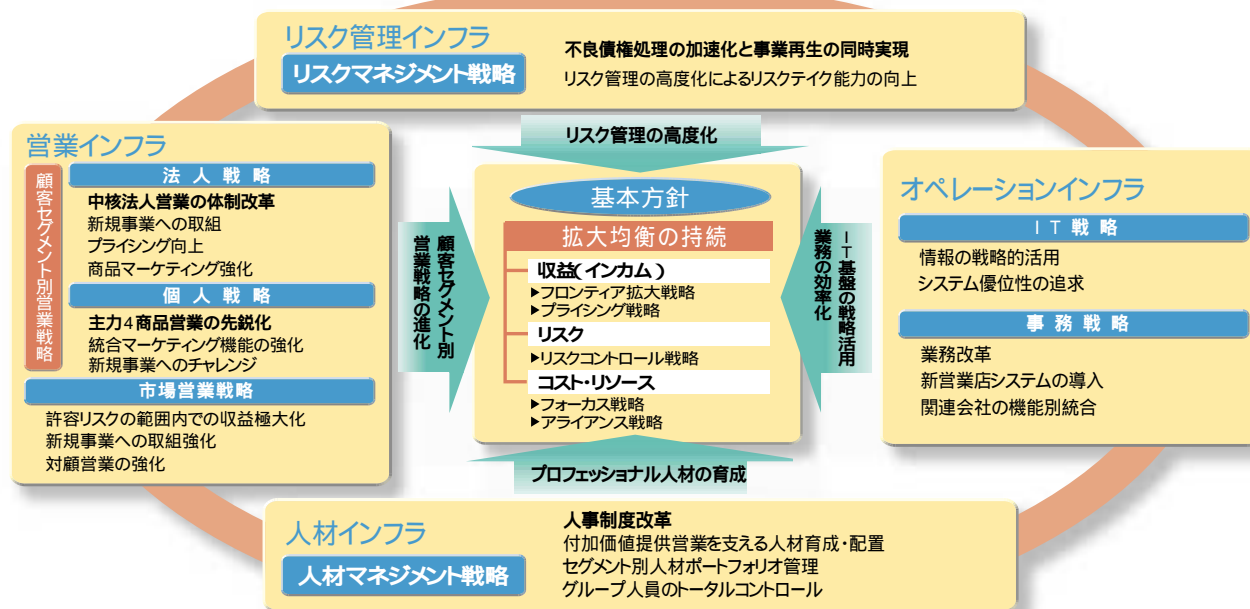 リスク管理インフラ
リスクマネジメント戦略
不良債権処理の加速化と事業再生の同時実現
リスク管理の高度化によるリスクテイク能力の向上
リスク管理の高度化
営業インフラ
顧客セグメント別営業戦略
法人戦略
中核法人営業の体制改革
新規事業への取組
プライシング向上
商品マーケティング強化
個人戦略
主力4商品営業の先鋭化
統合マーケティング機能の強化
新規事業へのチャレンジ
市場営業戦略
許容リスクの範囲内での収益極大化
新規事業への取組強化
対顧営業の強化
顧客セグメント別
営業戦略の進化
基本方針
拡大均衡の持続
収益(インカム)
▶フロンティア拡大戦略
▶プライシング戦略
リスク
▶リスクコントロール戦略
コスト・リソース
▶フォーカス戦略
▶アライアンス戦略
IT基盤の戦略活用
業務の効率化
オペレーションインフラ
IT戦略
情報の戦略的活用
システム優位性の追求
事務戦略
業務改革
新営業店システムの導入
関連会社の機能別統合
プロフェッショナル人材の育成
人材インフラ
人材マネジメント戦略
人事制度改革
付加価値提供営業を支える人材育成・配置
セグメント別人材ポートフォリオ管理
グループ人員のトータルコントロール